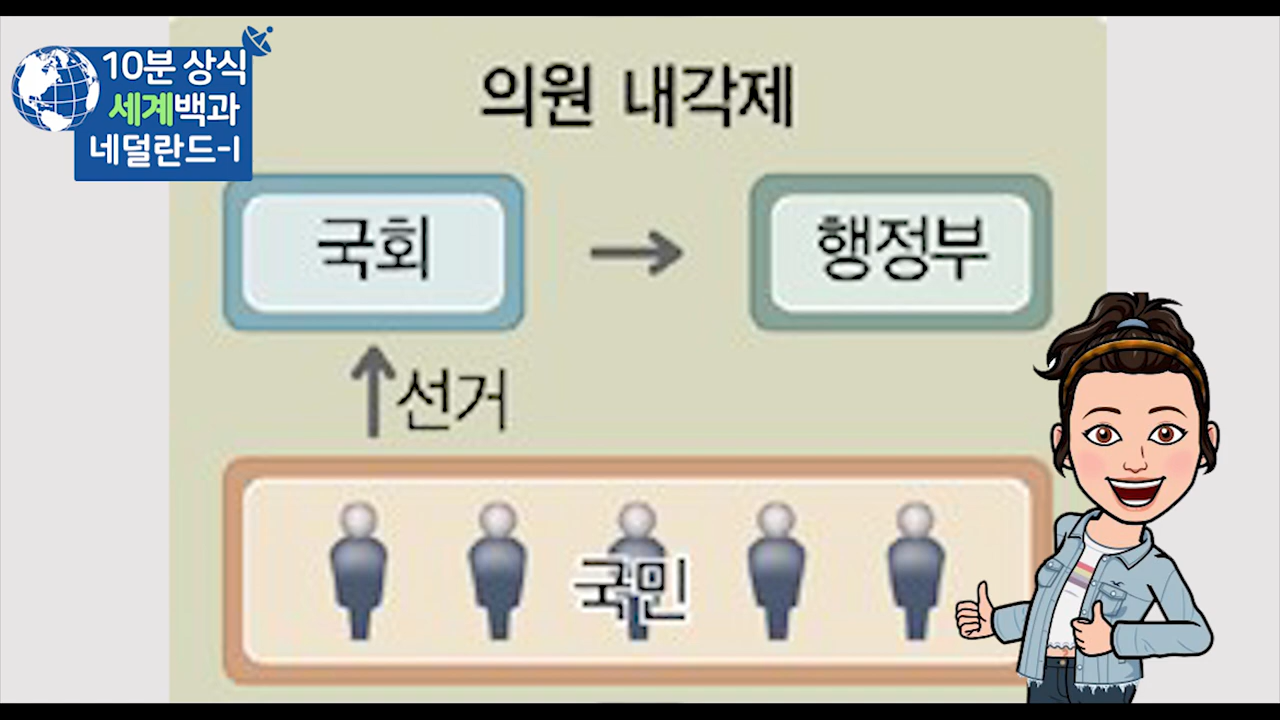 10분 상식
세계백과
네덜란드-I
의원 내각제
국회 → 행정부
↑선거
국민